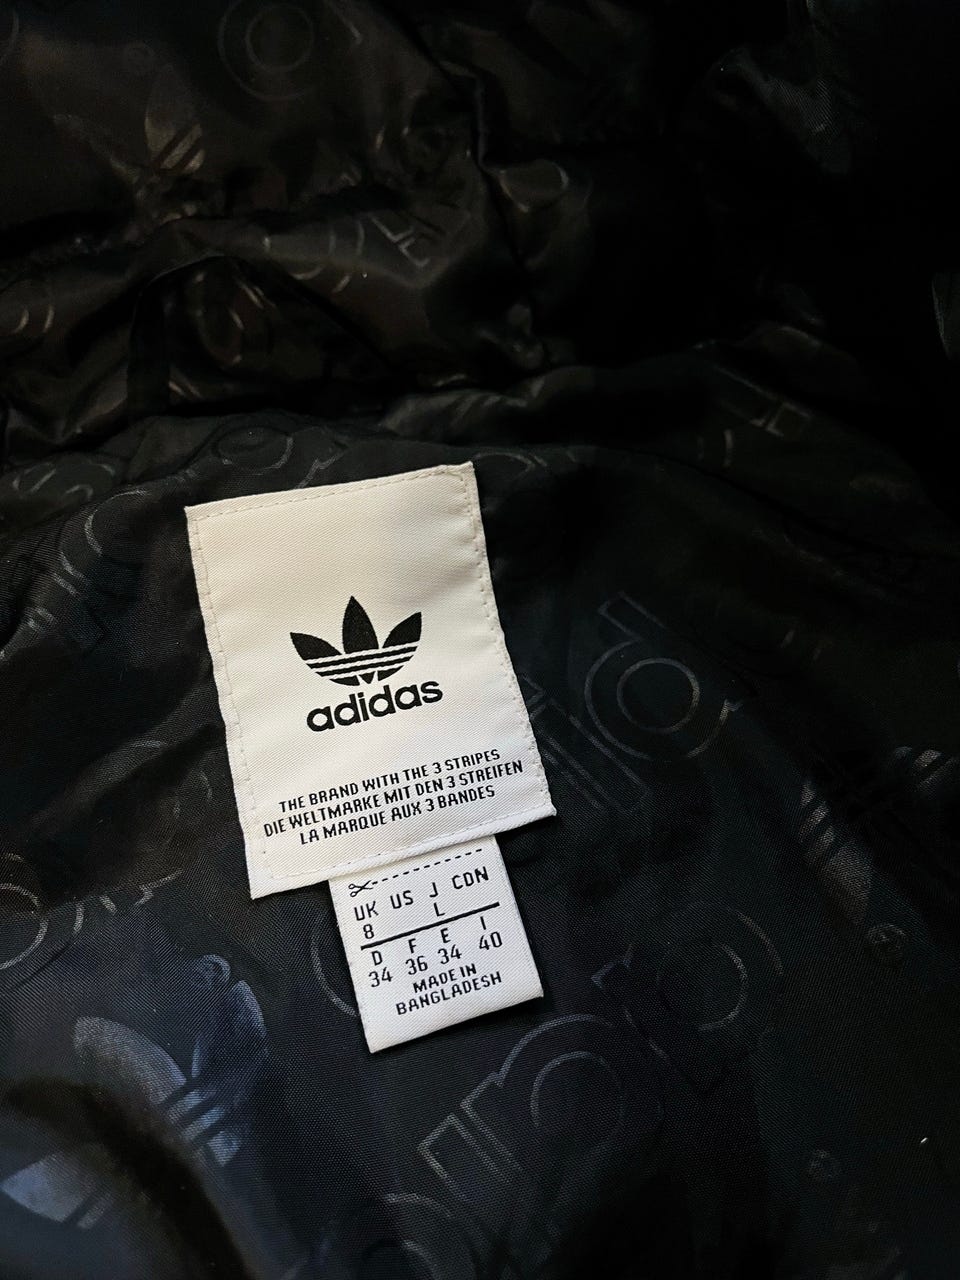 adidas
THE BRAND WITH THE 3 STRIPES
DIE WELTMARKE MIT DEN 3 STREIFEN
LA MARQUE AUX 3 BANDES
UK US J CDN
8 L
D F E I
34 36 34 40
MADE IN
BANGLADESH